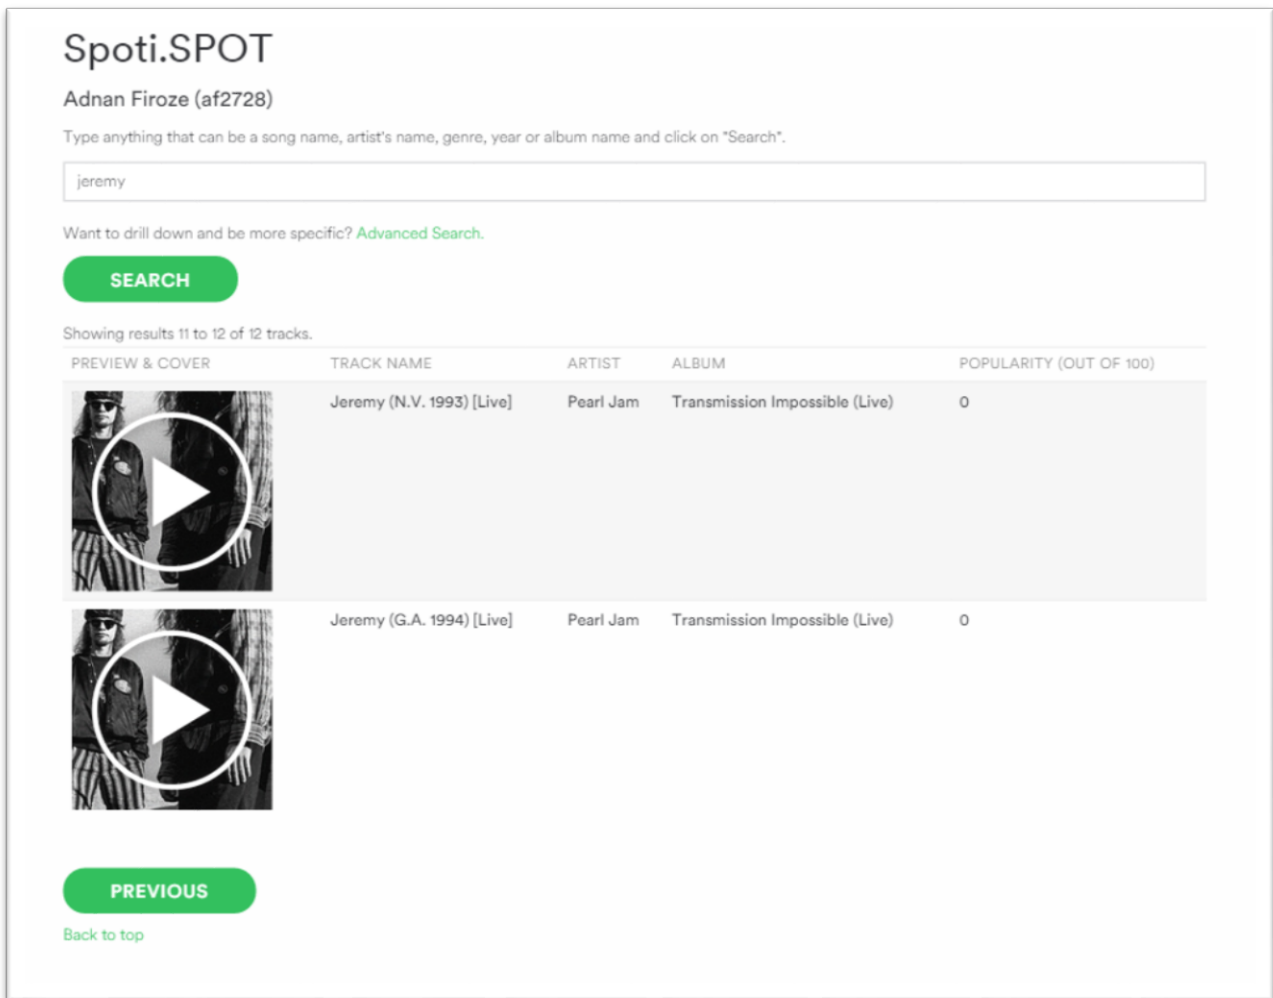 Spoti.SPOT
Adnan Firoze (af2728)
Type anything that can be a song name, artist's name, genre, year or album name and click on "Search".
jeremy
Want to drill down and be more specific? Advanced Search.
SEARCH
Showing results 11 to 12 of 12 tracks.
PREVIEW & COVER TRACK NAME ARTIST ALBUM POPULARITY (OUT OF 100)
Jeremy (N.V. 1993) [Live] Pearl Jam Transmission Impossible (Live) 0
Jeremy (G.A. 1994) [Live] Pearl Jam Transmission Impossible (Live) 0
PREVIOUS
Back to top